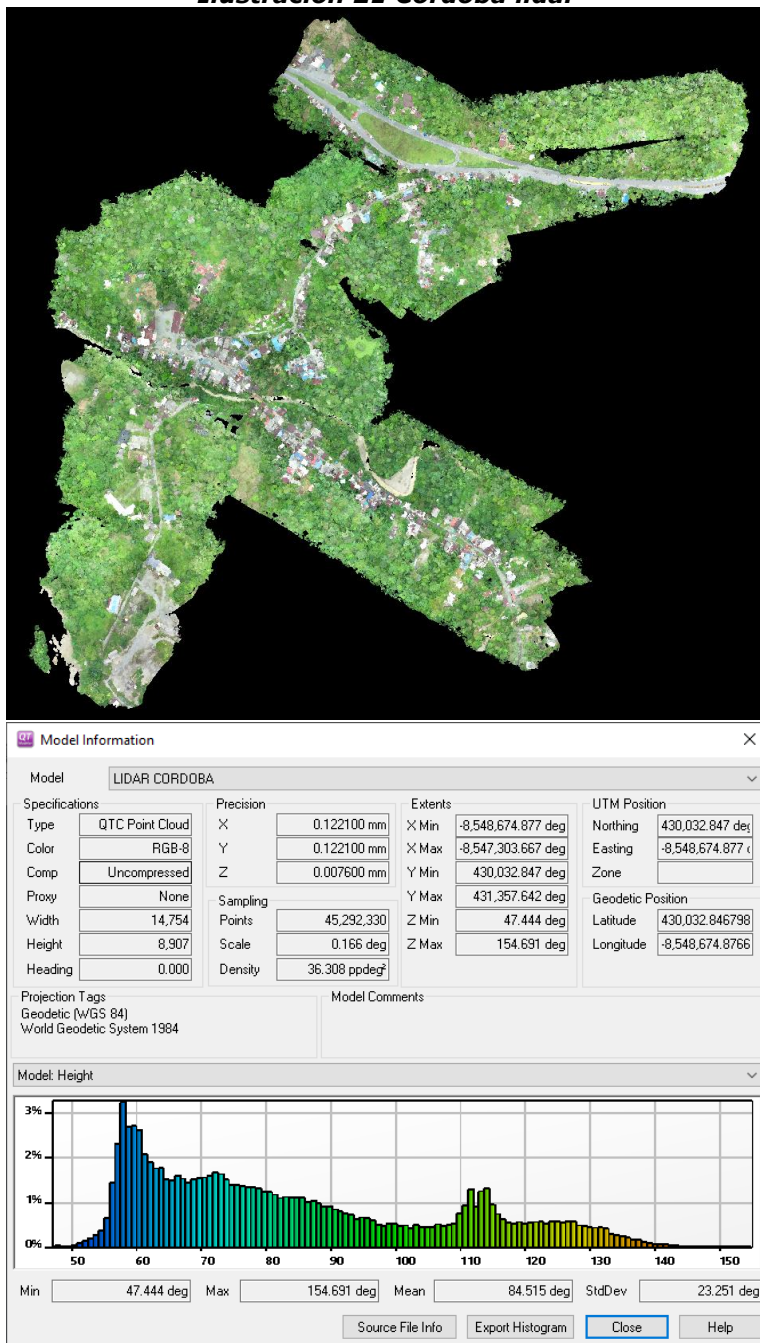 Ilustración 21 Córdoba lidar
QT
Model Information
Model LIDAR CORDOBA
Specifications Precision Extents UTM Position
Type QTC Point Cloud X 0.122100 mm X Min -8,548,674.877 deg Northing 430,032.847 deg
Color RGB-8 Y 0.122100 mm X Max -8,547,303.667 deg Easting -8,548,674.877 (
Comp Uncompressed Z 0.007600 mm Y Min 430,032.847 deg Zone
Proxy None Sampling Y Max 431,357.642 deg Geodetic Position
Width 14,754 Points 45,292,330 Z Min 47.444 deg Latitude 430,032.846798
Height 8,907 Scale 0.166 deg Z Max 154.691 deg Longitude -8,548,674.8766
Heading 0.000 Density 36.308 ppdeg²
Projection Tags Model Comments
Geodetic (WGS 84)
World Geodetic System 1984
Model: Height
3%
2%
1%
0%
50 60 70 80 90 100 110 120 130 140 150
Min 47.444 deg Max 154.691 deg Mean 84.515 deg StdDev 23.251 deg
Source File Info Export Histogram Close Help